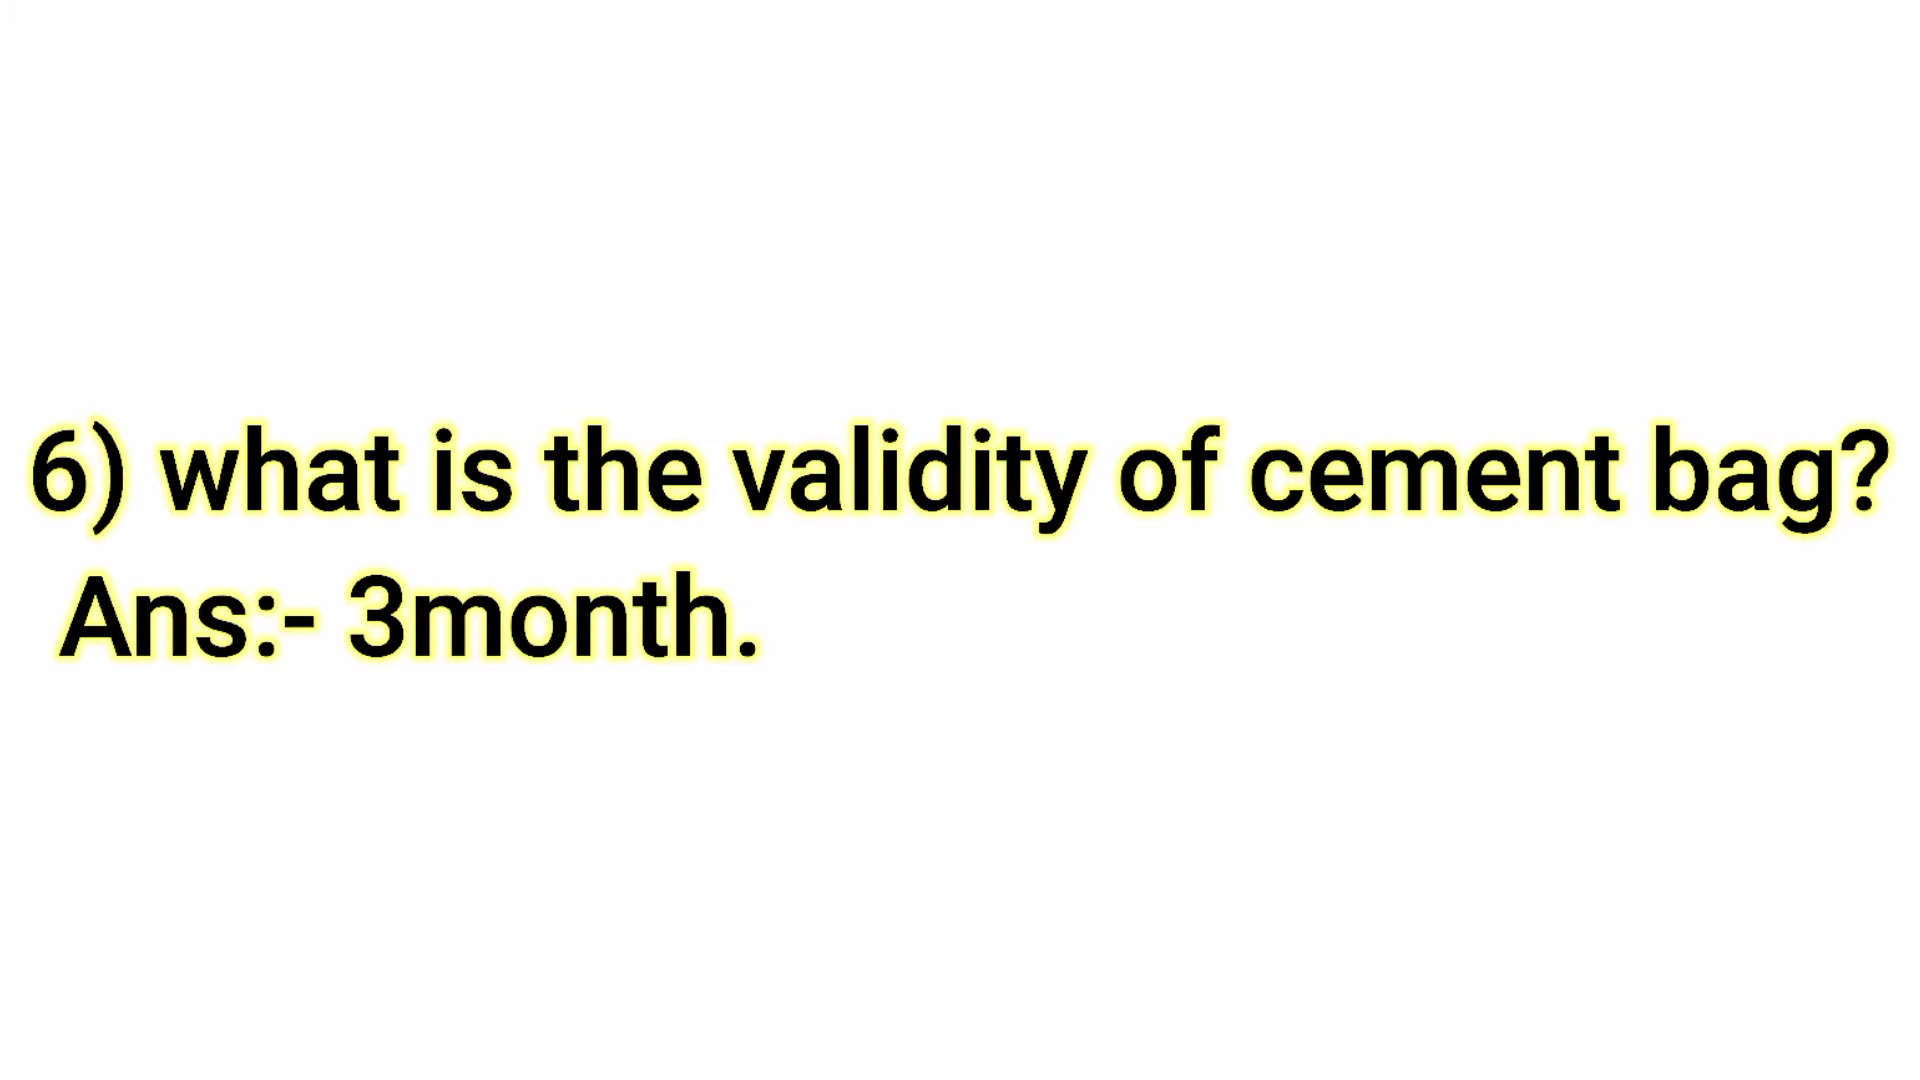 6) what is the validity of cement bag?
Ans:- 3month.